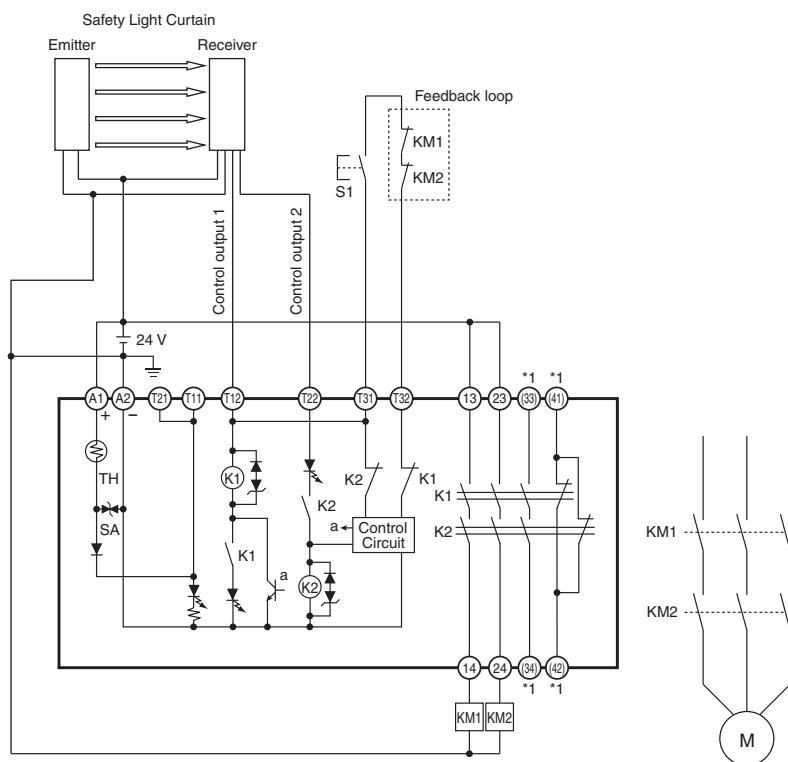 Safety Light Curtain
Emitter
Receiver
Feedback loop
KM1
KM2
S1
Control output 1
Control output 2
24 V
*1 *1
A1 A2 T21 T11 T12 T22 T31 T32 13 23 (33) (41)
+ −
TH
K1
K2
K1
SA
K2
a
Control
Circuit
K1
K1
a
K2
K2
KM1
KM2
14 24 (34) (42)
*1 *1
KM1 KM2
M